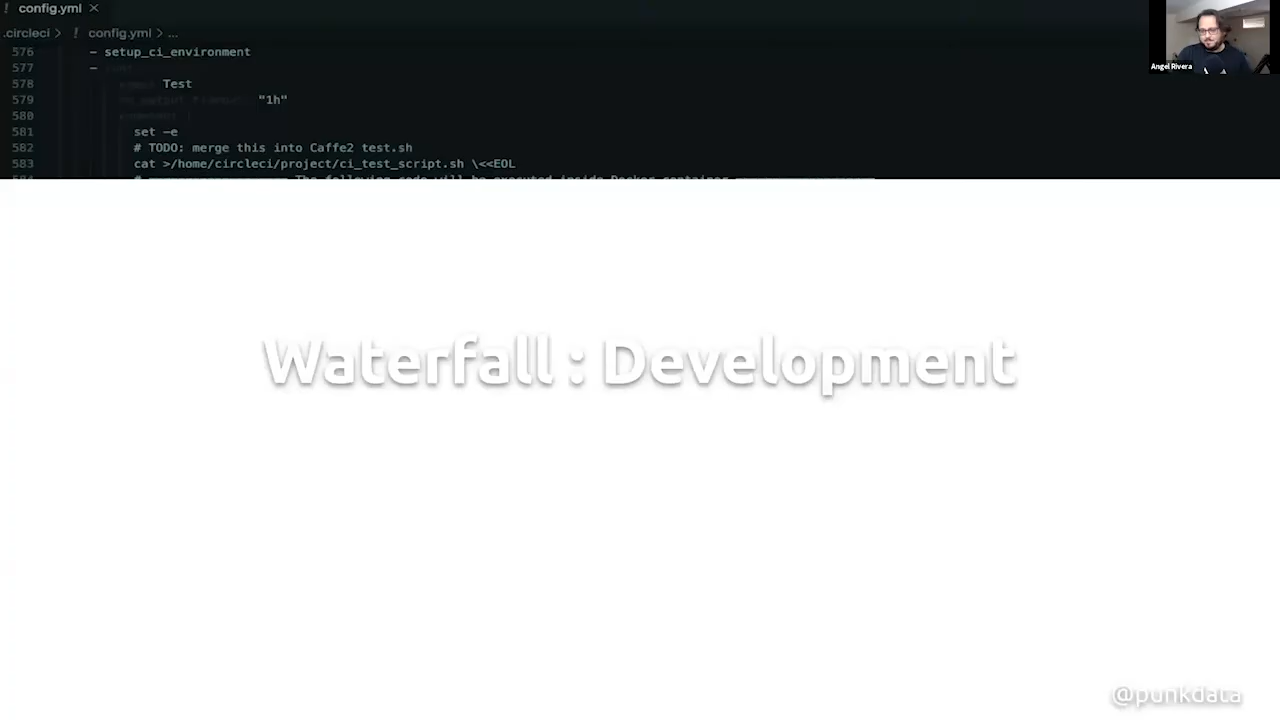 ! config.yml ×
.circleci > ! config.yml > ...
Angel Rivera
576 - setup_ci_environment
577 -
578 Test
579 "1h"
580
581 set -e
582 # TODO: merge this into Caffe2 test.sh
583 cat >/home/circleci/project/ci_test_script.sh \<<EOL
Waterfall : Development
@punkdata